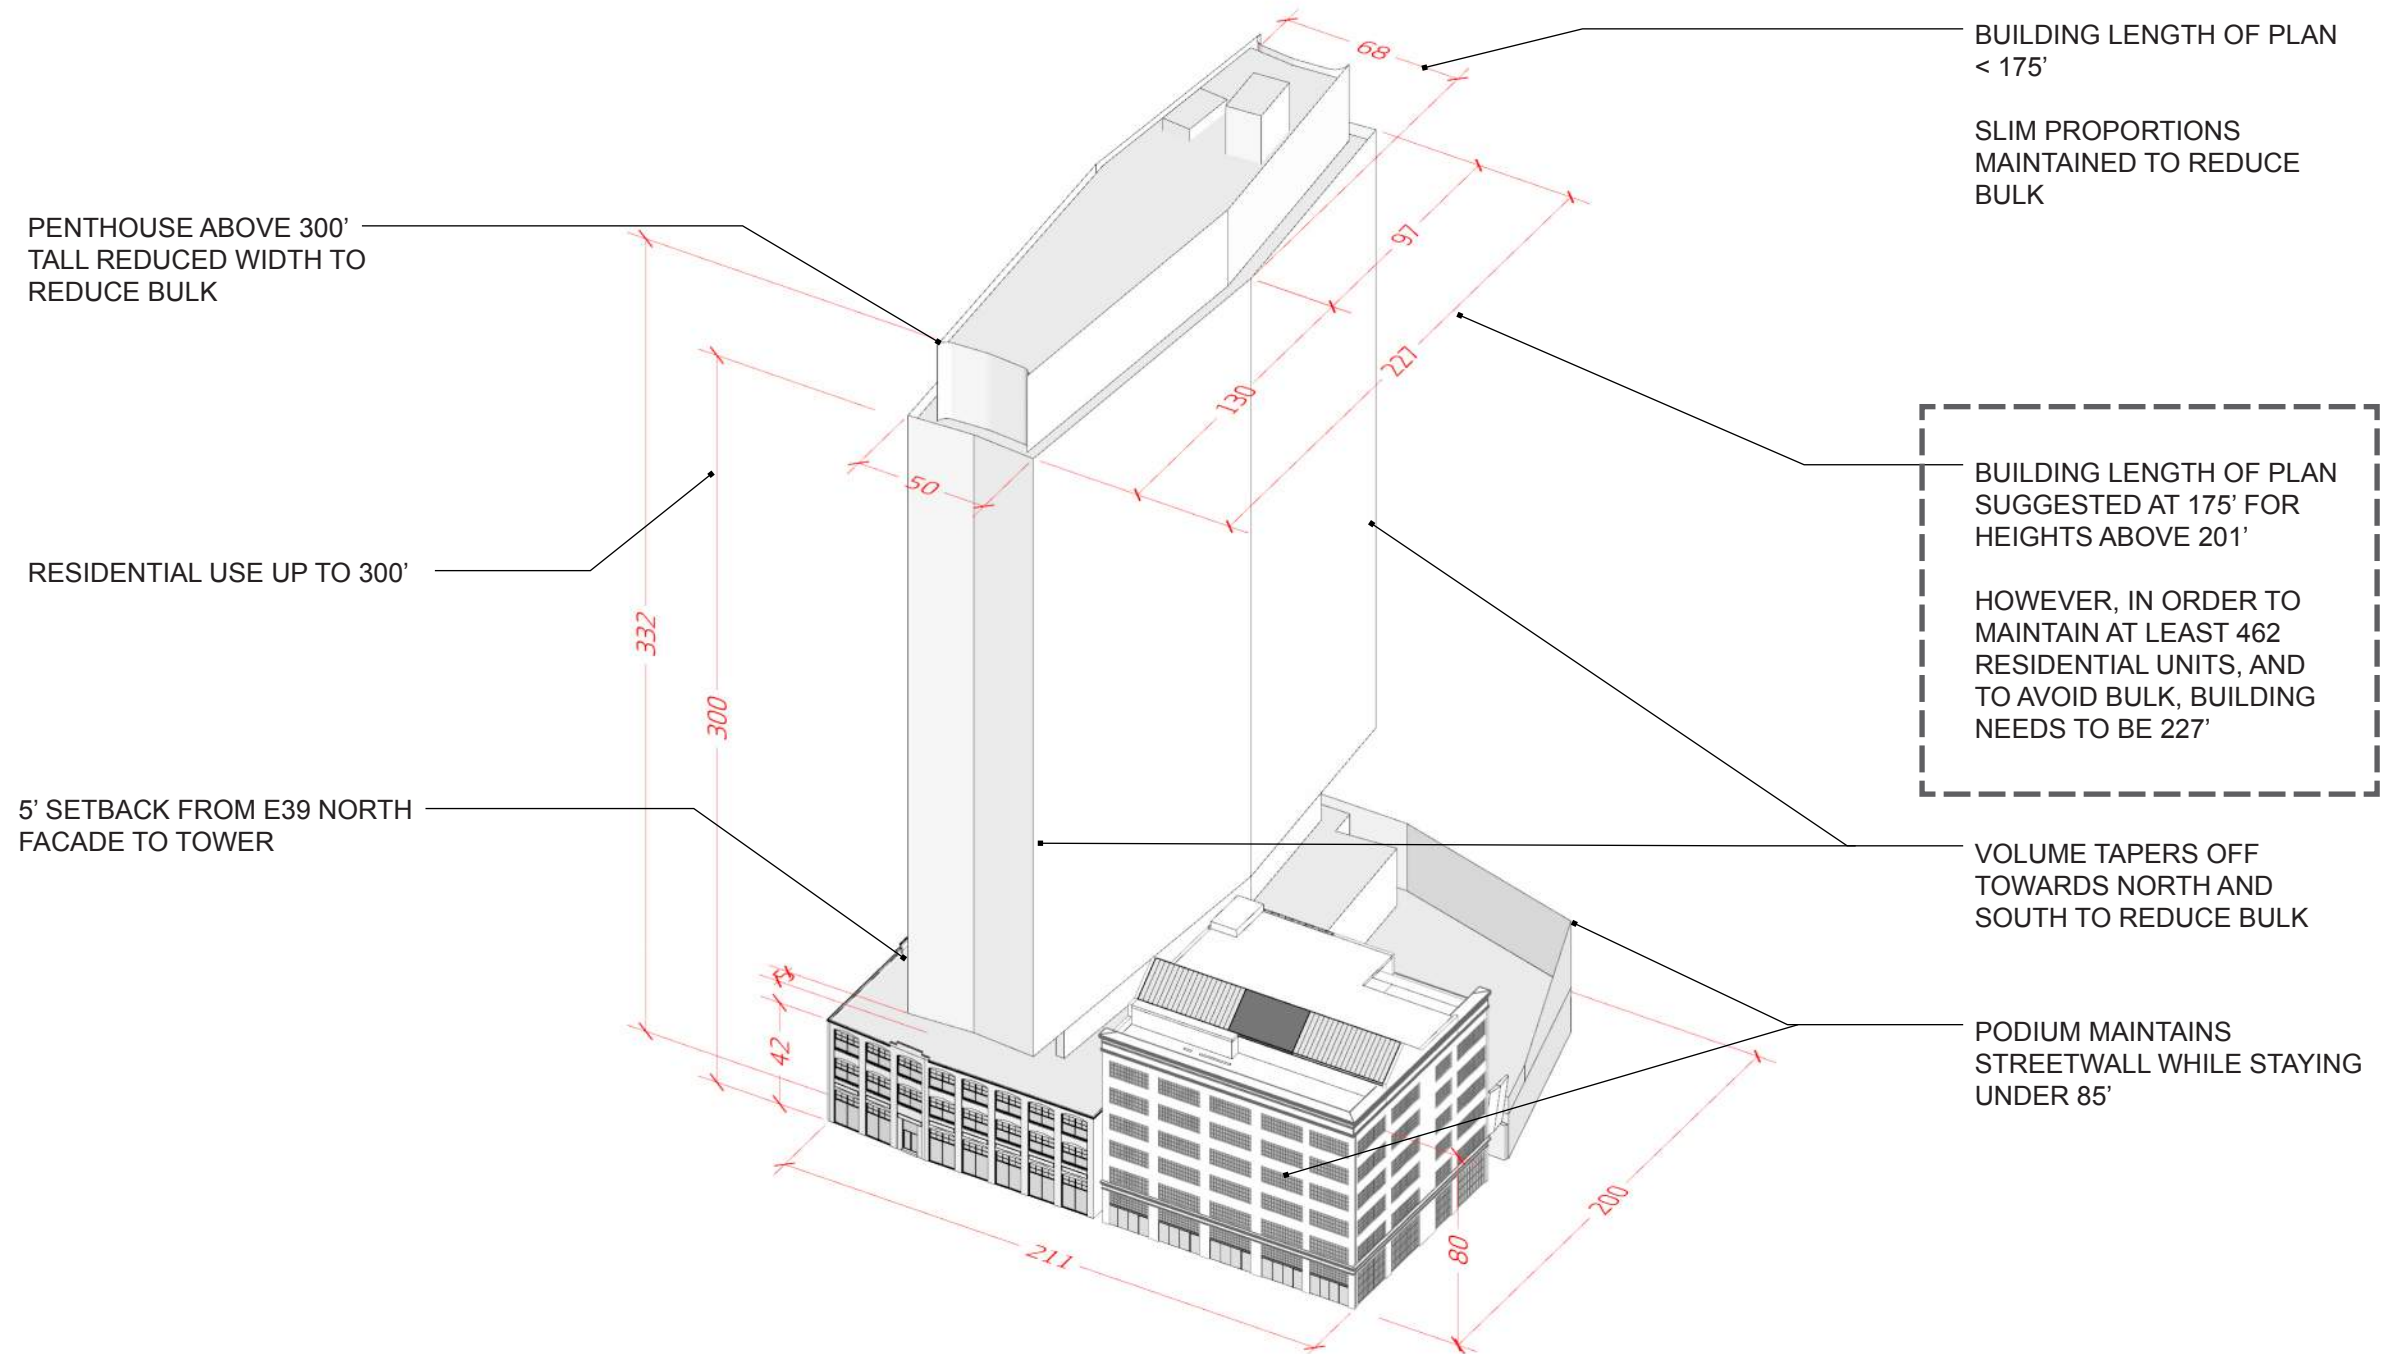 BUILDING LENGTH OF PLAN
< 175’
SLIM PROPORTIONS
MAINTAINED TO REDUCE
BULK
PENTHOUSE ABOVE 300’
TALL REDUCED WIDTH TO
REDUCE BULK
RESIDENTIAL USE UP TO 300’
5’ SETBACK FROM E39 NORTH
FACADE TO TOWER
68
97
227
130
50
332
300
5
42
211
80
200
BUILDING LENGTH OF PLAN
SUGGESTED AT 175’ FOR
HEIGHTS ABOVE 201’
HOWEVER, IN ORDER TO
MAINTAIN AT LEAST 462
RESIDENTIAL UNITS, AND
TO AVOID BULK, BUILDING
NEEDS TO BE 227’
VOLUME TAPERS OFF
TOWARDS NORTH AND
SOUTH TO REDUCE BULK
PODIUM MAINTAINS
STREETWALL WHILE STAYING
UNDER 85’